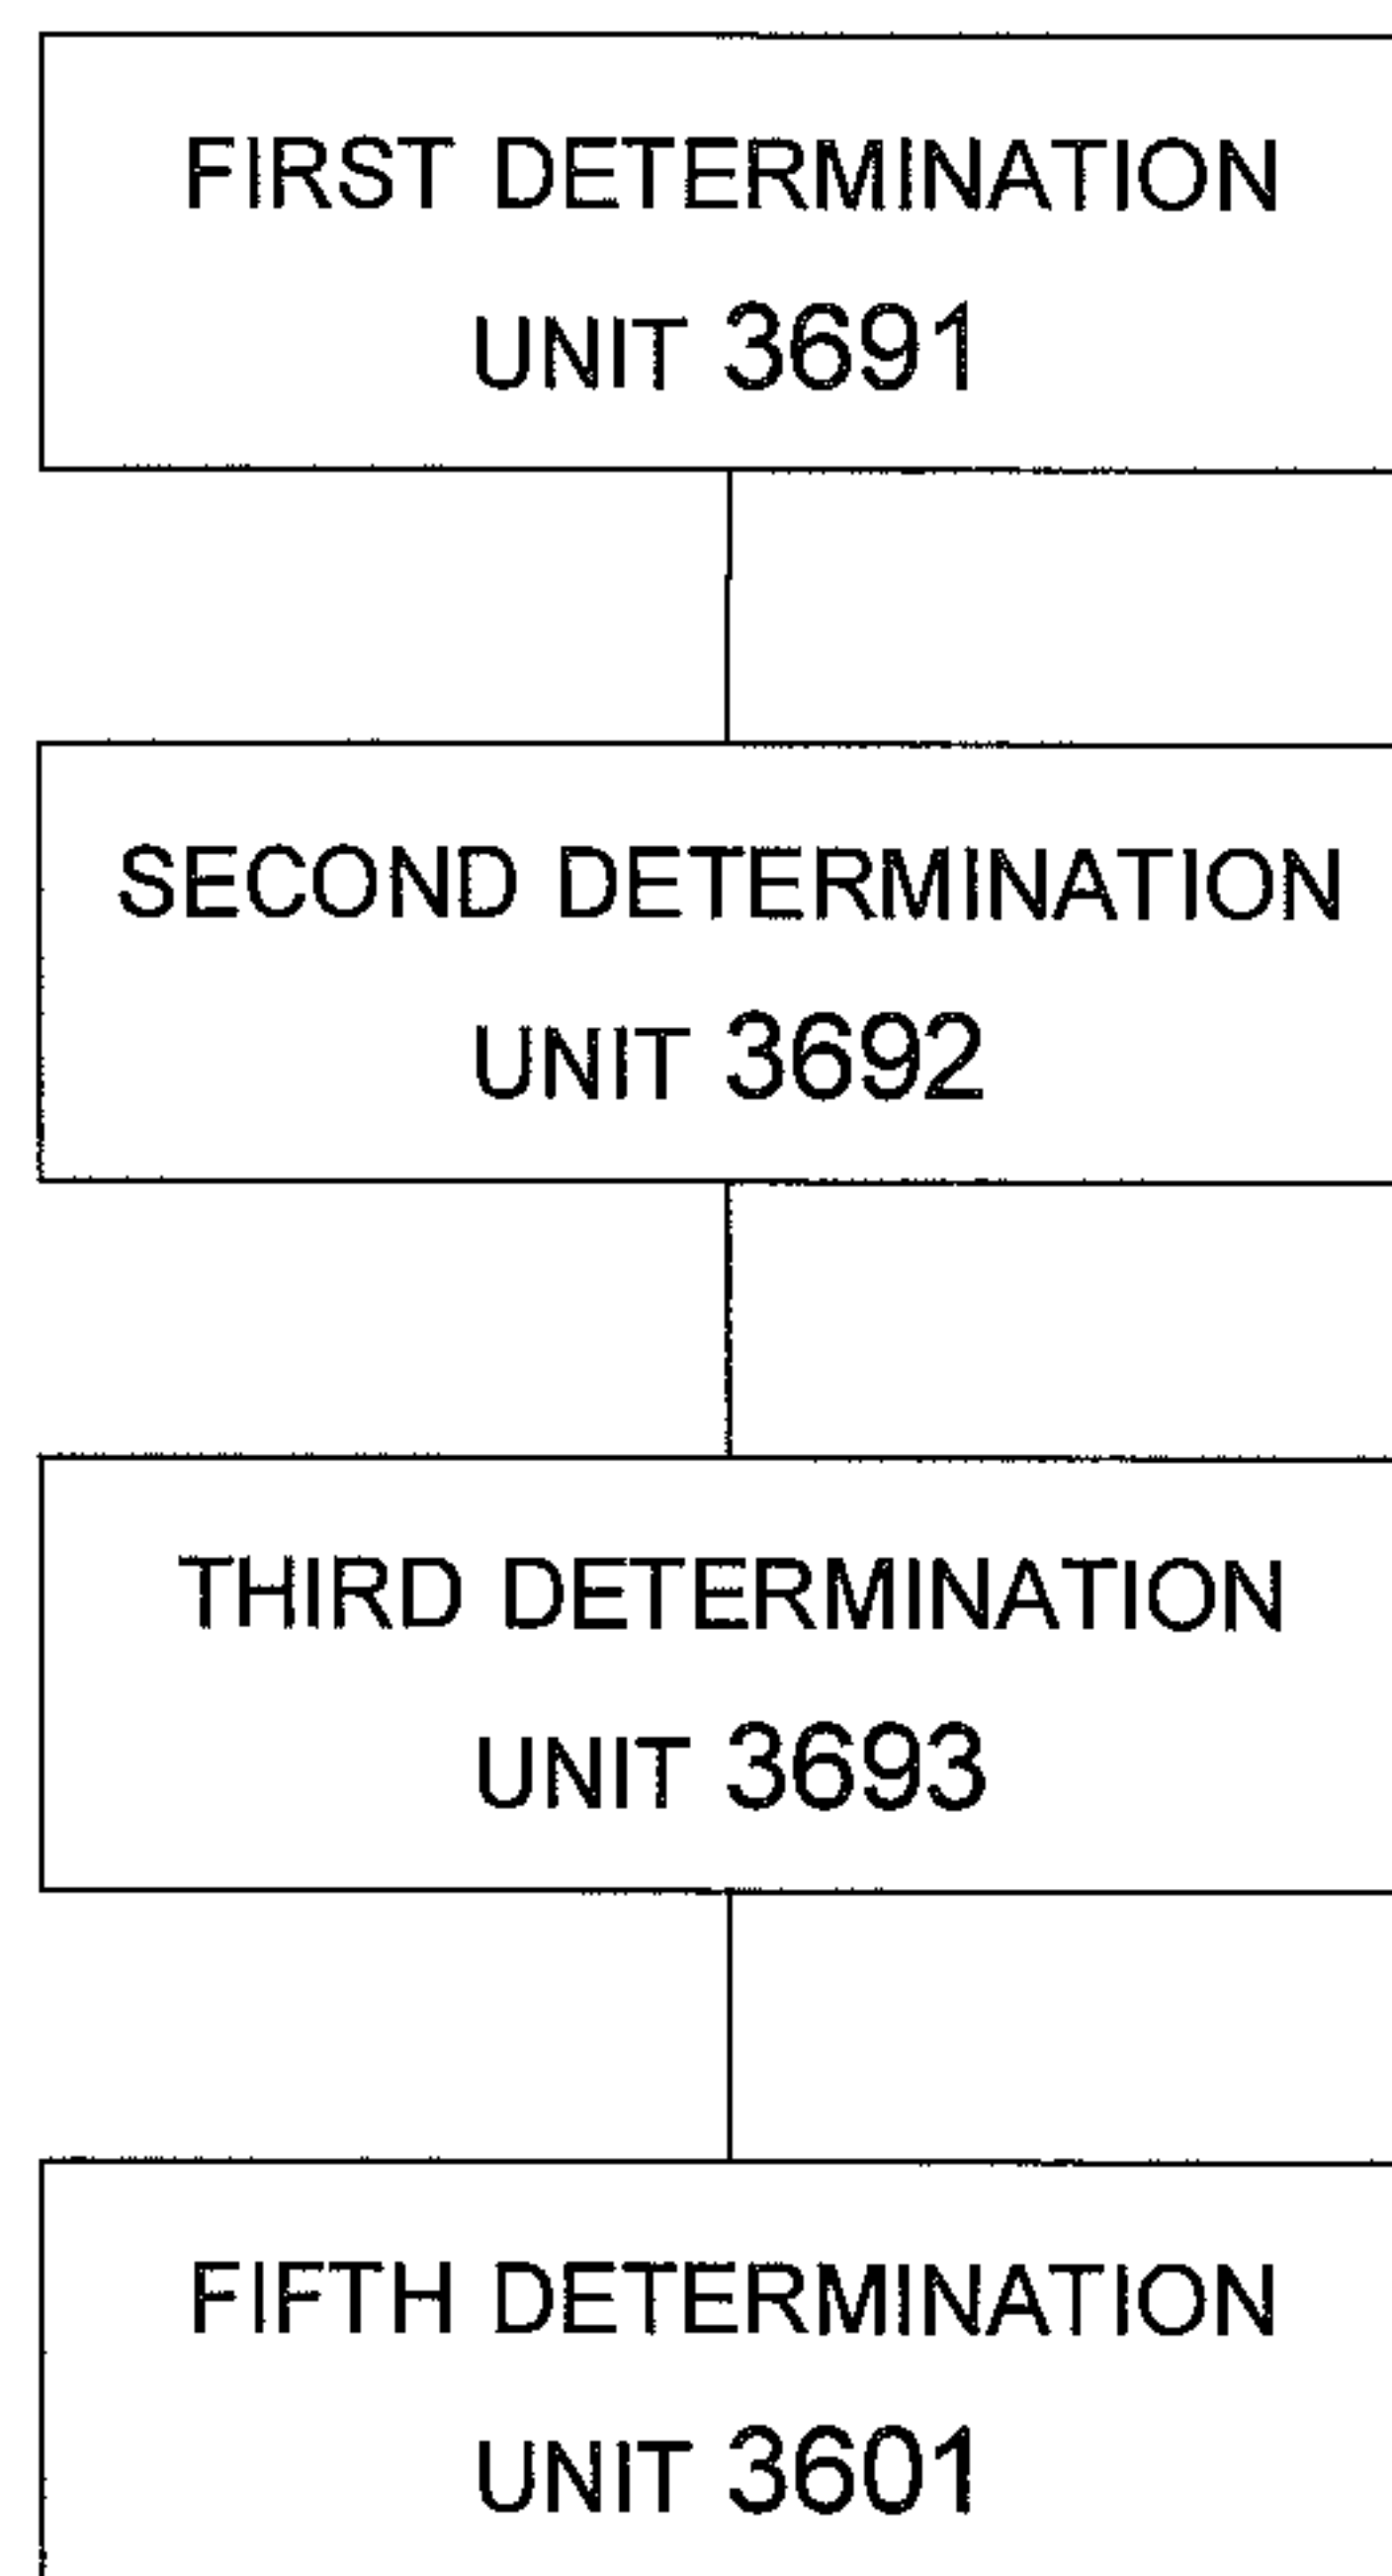 FIRST DETERMINATION
UNIT 3691
SECOND DETERMINATION
UNIT 3692
THIRD DETERMINATION
UNIT 3693
FIFTH DETERMINATION
UNIT 3601